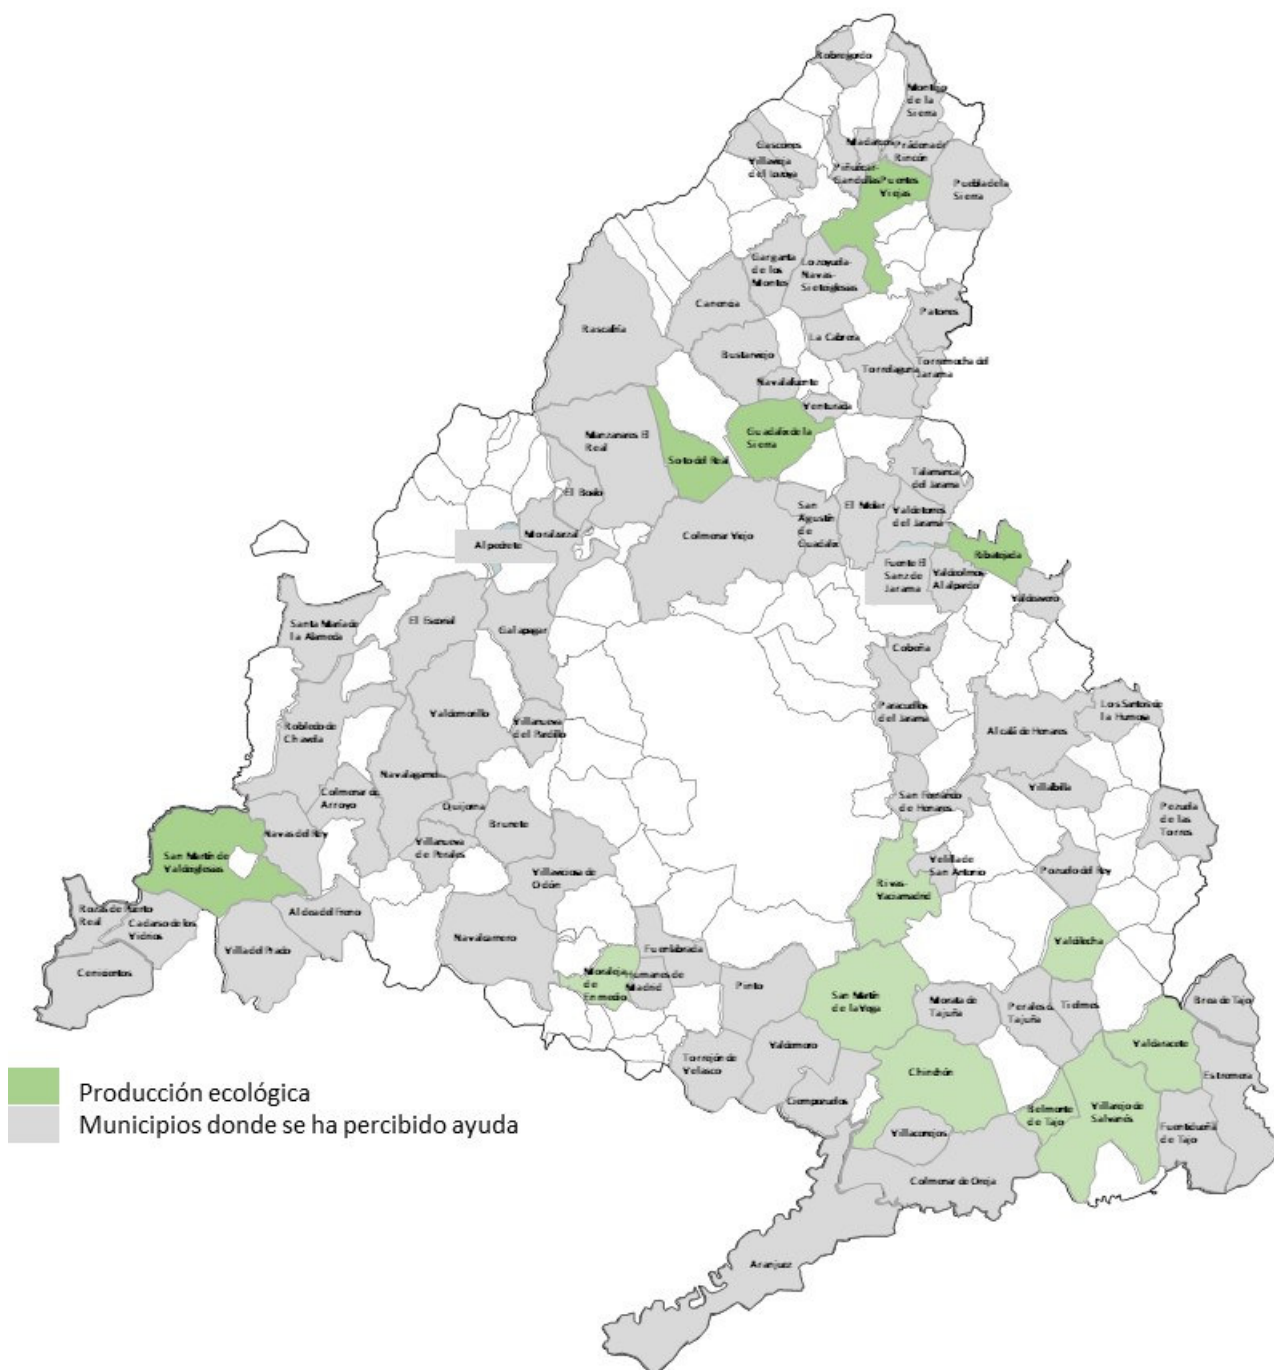 Robregordo
Montejo
de la
Sierra
Gascones
Villavieja
del Lozoya
Madarcos
Prádena de
Rincón
Piñuécar-
Gandullas
Puentes
Viejas
Puebla de la
Sierra
Garganta
de los
Montes
Lozoyuela-
Navas-
Sieteiglesias
Canencia
Rascafría
Patones
La Cabrera
Bustarviejo
Torrelaguna
Torremocha del
Jarama
Navalafuente
Venturada
Guadalix de la
Sierra
Manzanares El
Real
Soto del Real
Talamanca
del Jarama
El Boalo
San
Agustín
de
Guadalix
El Molar
Valdetorres
del Jarama
Moralzarzal
Alpedrete
Colmenar Viejo
Ribatejada
Fuente El
Sanz de
Jarama
Valdeolmos-
Alalpardo
Valdeavero
Santa María de
la Alameda
El Escorial
Galapagar
Cobeña
Paracuellos
del Jarama
Los Santos de
la Humosa
Valdemorillo
Villanueva
del Pardillo
Robledo de
Chavela
Alcalá de Henares
Navalagamella
Colmenar de
Arroyo
San Fernando
de Henares
Villalbilla
Quijorna
Brunete
Pezuela
de las
Torres
Navas del Rey
Villanueva
de Perales
San Martín de
Valdeiglesias
Villaviciosa de
Odón
Velilla de
San Antonio
Pozuelo del Rey
Rivas-
Vaciamadrid
Rozas de Puerto
Real
Cadalso de los
Vidrios
Aldea del Fresno
Villa del Prado
Navalcarnero
Fuenlabrada
Valdilecha
Cenicientos
Moraleja
de
Enmedio
Humanes de
Madrid
Pinto
San Martín
de la Vega
Morata de
Tajuña
Perales de
Tajuña
Tielmes
Brea de Tajo
Valdemoro
Valdaracete
Torrejón de
Velasco
Chinchón
Estremera
Producción ecológica
Ciempozuelos
Belmonte
de Tajo
Villarejo de
Salvanés
Municipios donde se ha percibido ayuda
Villaconejos
Fuentidueña
de Tajo
Colmenar de Oreja
Aranjuez